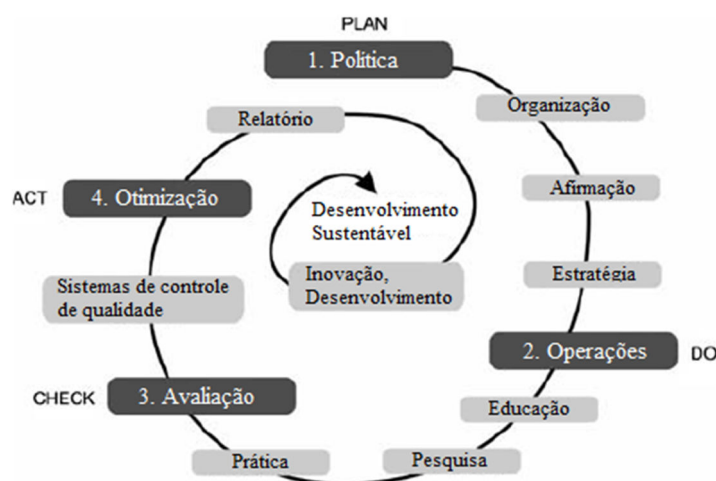 PLAN
1. Política
Organização
Afirmação
Estratégia
2. Operações
DO
Educação
Pesquisa
Prática
CHECK
3. Avaliação
Sistemas de controle
de qualidade
ACT
4. Otimização
Relatório
Inovação,
Desenvolvimento
Desenvolvimento
Sustentável